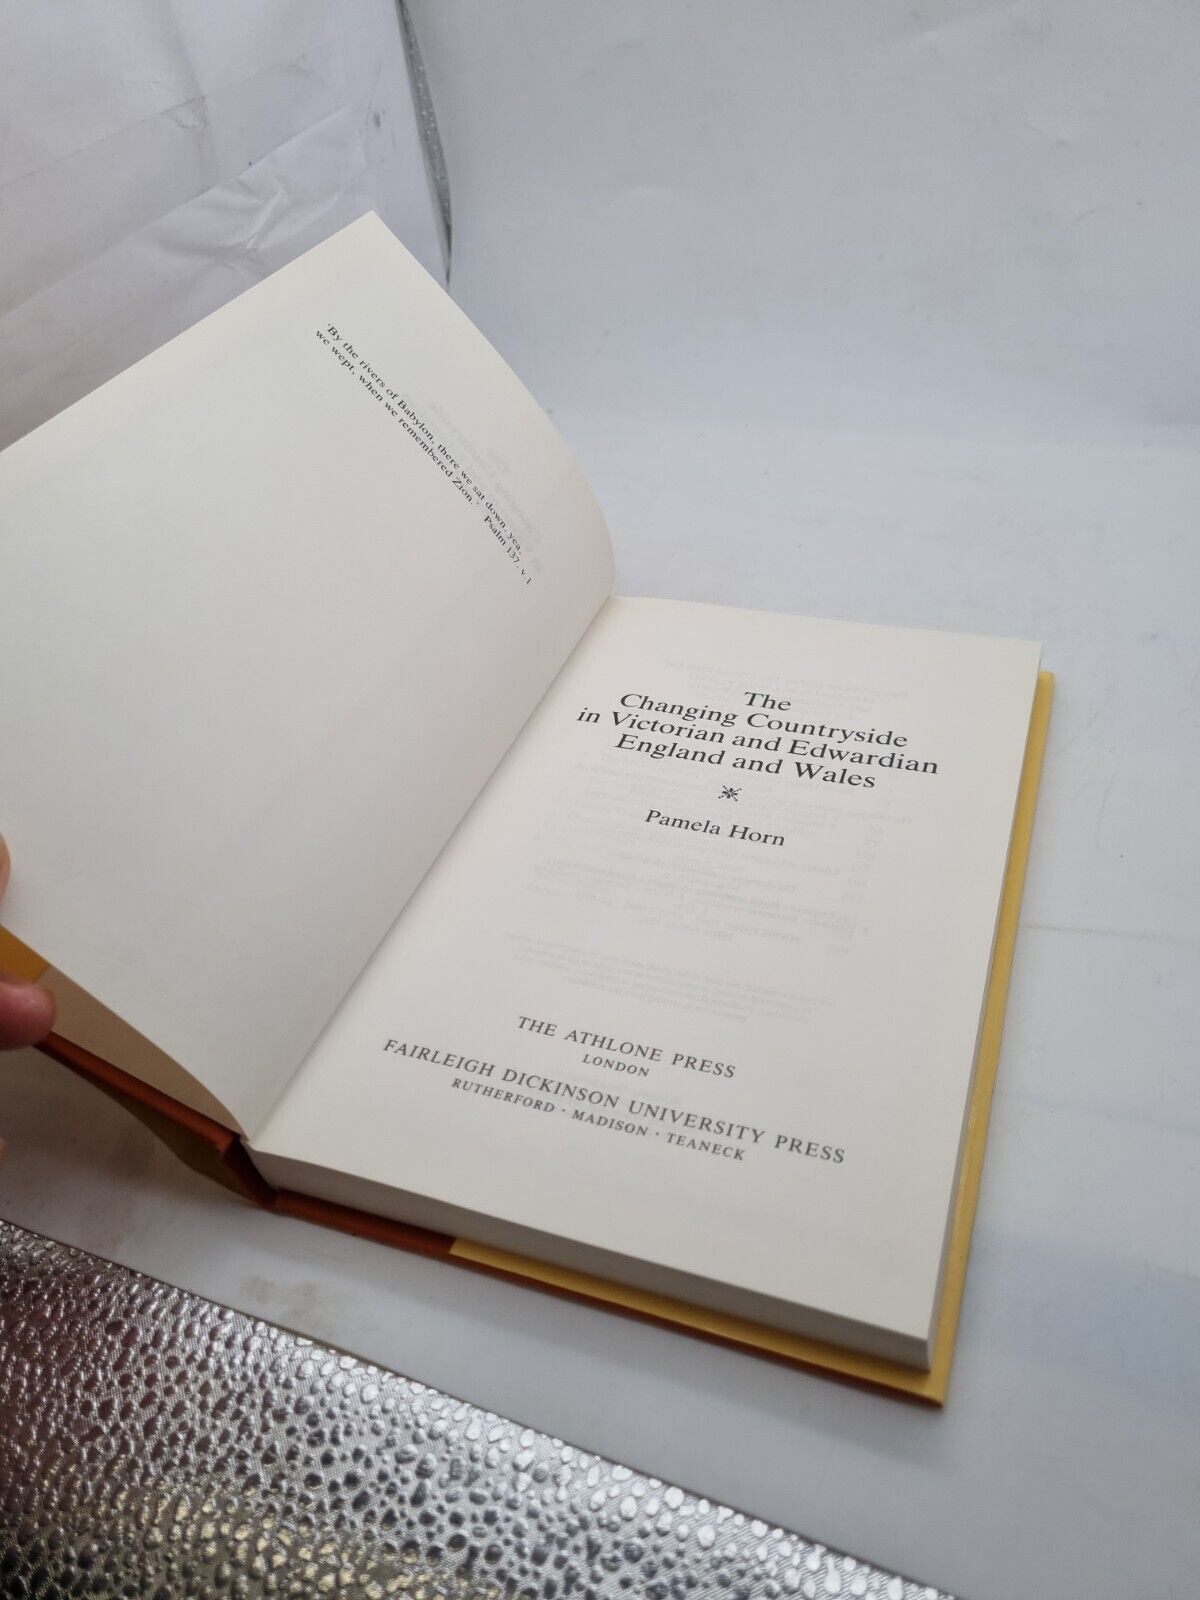 'By the rivers of Babylon, there we sat down, yea,
we wept, when we remembered Zion.'
Psalm 137, v.1
The
Changing Countryside
in Victorian and Edwardian
England and Wales
Pamela Horn
THE ATHLONE PRESS
LONDON
FAIRLEIGH DICKINSON UNIVERSITY PRESS
RUTHERFORD · MADISON · TEANECK